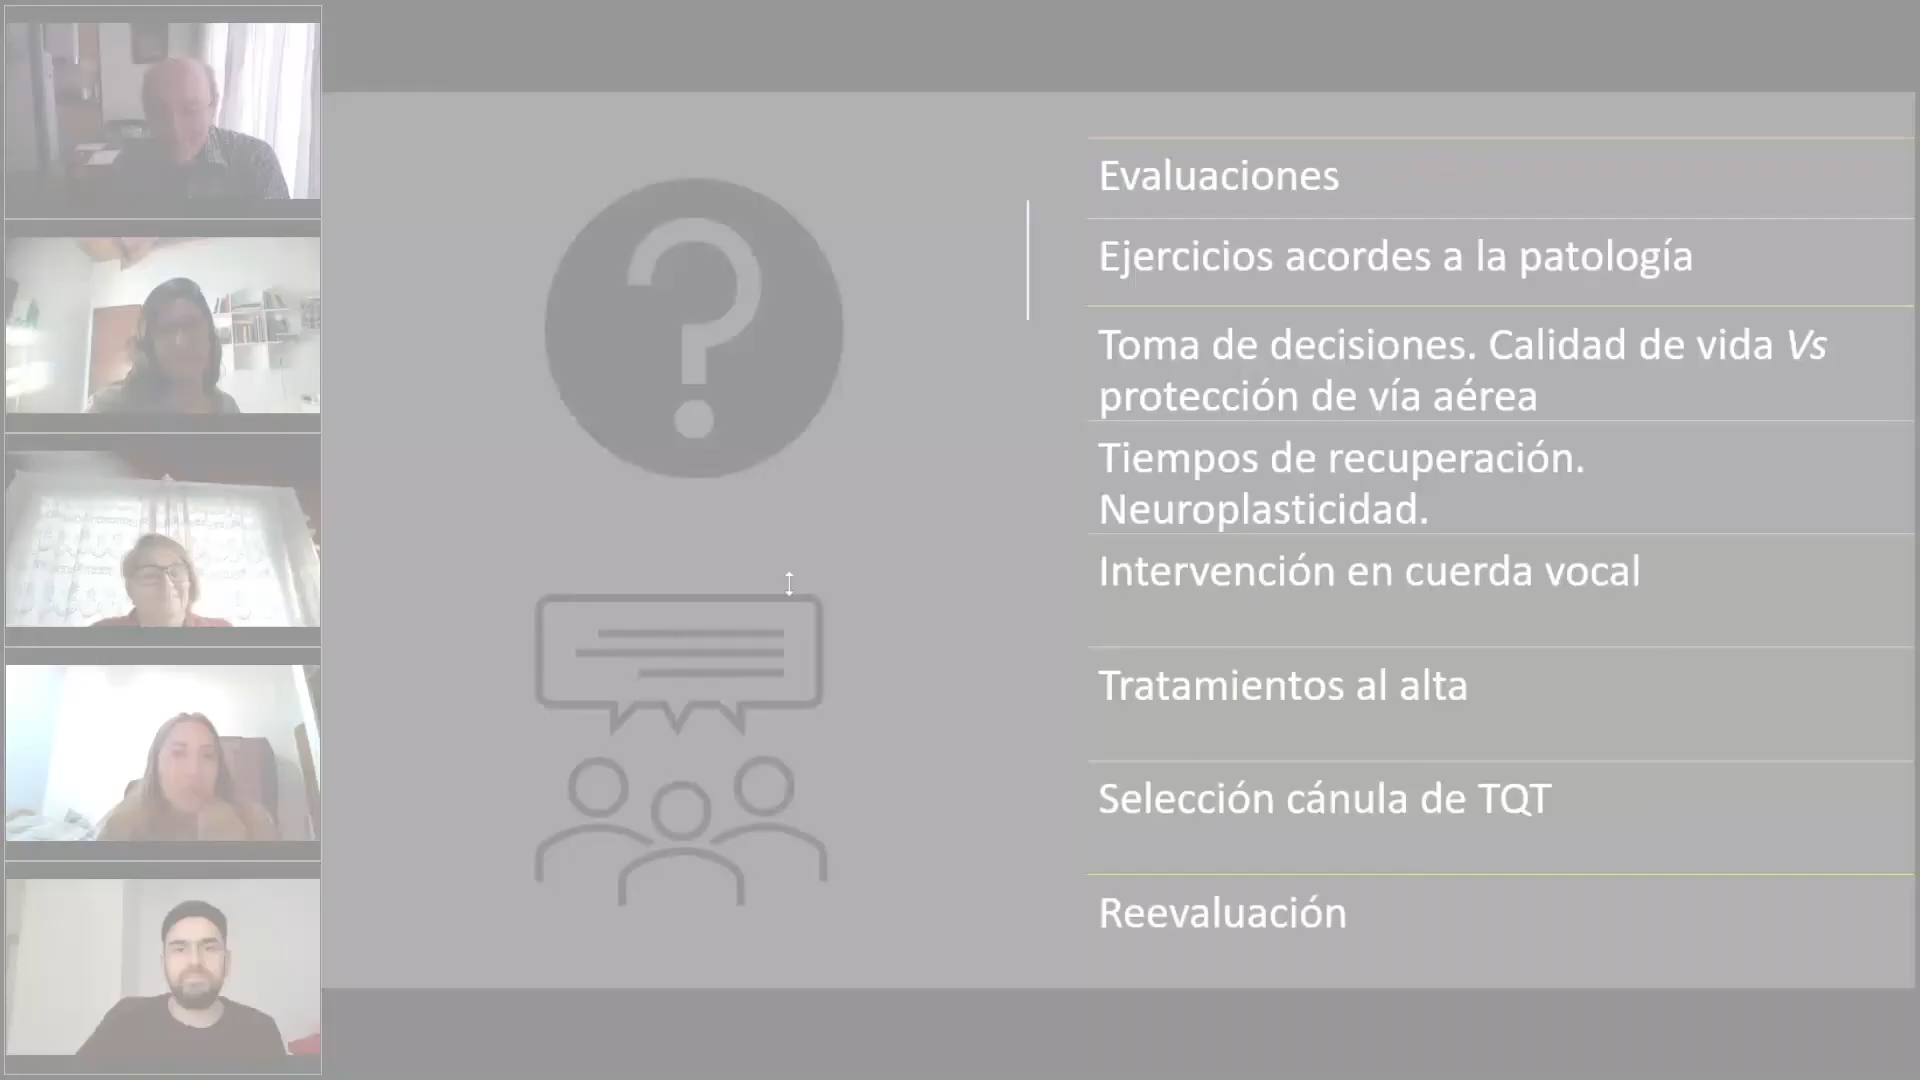 Evaluaciones
Ejercicios acordes a la patología
Toma de decisiones. Calidad de vida Vs
protección de vía aérea
Tiempos de recuperación.
Neuroplasticidad.
Intervención en cuerda vocal
Tratamientos al alta
Selección cánula de TQT
Reevaluación